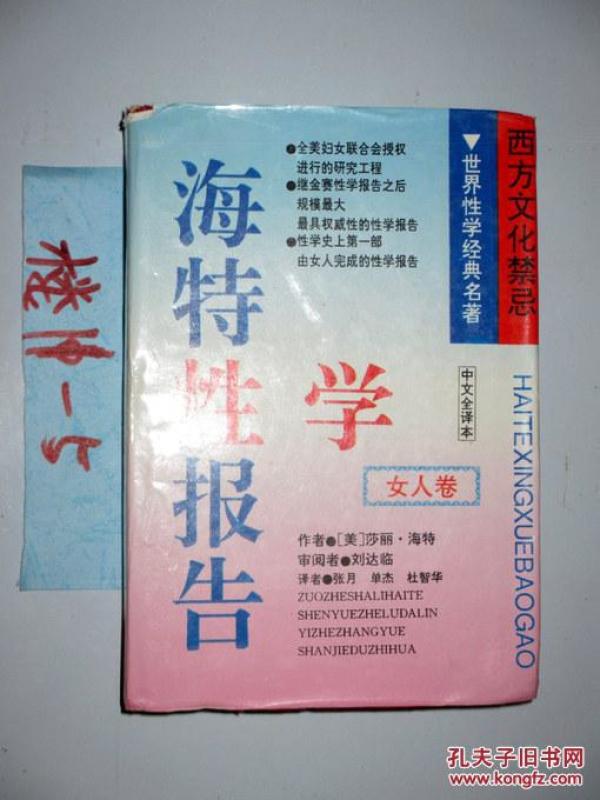 西方文化禁忌
▼世界性学经典名著
●全美妇女联合会授权
进行的研究工程
●继金赛性学报告之后
规模最大
最具权威性的性学报告
●性学史上第一部
由女人完成的性学报告
海特性学报告
中文全译本
女人卷
HAITEXINGXUEBAOGAO
作者●[美]莎丽·海特
审阅者●刘达临
译者●张月 单杰 杜智华
ZUOZHESHALIHAITE
SHENYUEZHELUDALIN
YIZHEZHANGYUE
SHANJIEDUZHIHUA
孔夫子旧书网
www.kongfz.com